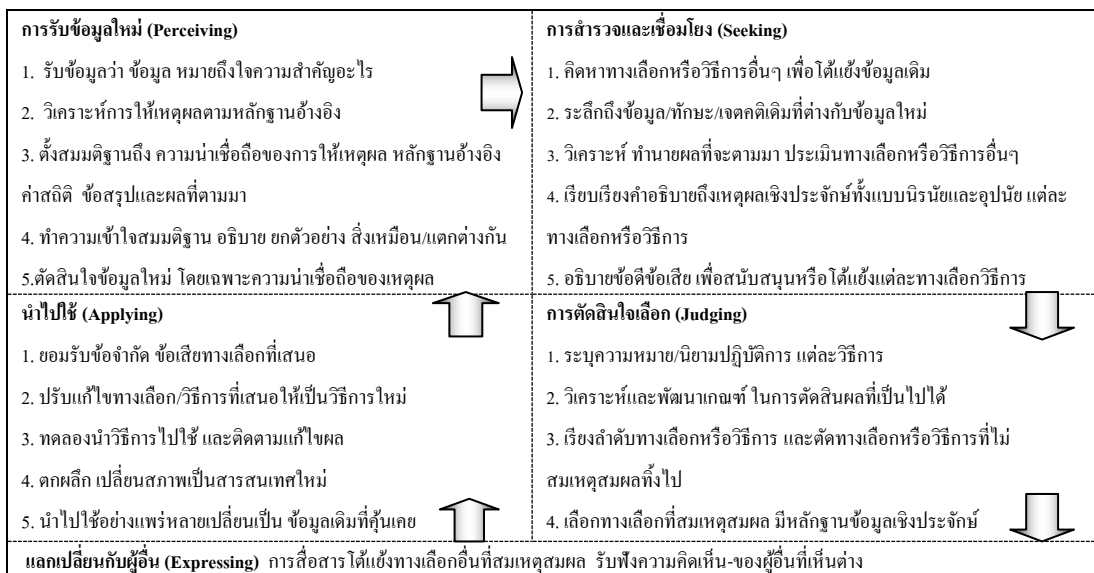 การรับข้อมูลใหม่ (Perceiving)
1. รับข้อมูลว่า ข้อมูล หมายถึงใจความสำคัญอะไร
2. วิเคราะห์การให้เหตุผลตามหลักฐานอ้างอิง
3. ตั้งสมมติฐานถึง ความน่าเชื่อถือของการให้เหตุผล หลักฐานอ้างอิง
ค่าสถิติ ข้อสรุปและผลที่ตามมา
4. ทำความเข้าใจสมมติฐาน อธิบาย ยกตัวอย่าง สิ่งเหมือน/แตกต่างกัน
5.ตัดสินใจข้อมูลใหม่ โดยเฉพาะความน่าเชื่อถือของเหตุผล
การสำรวจและเชื่อมโยง (Seeking)
1. คิดหาทางเลือกหรือวิธีการอื่นๆ เพื่อโต้แย้งข้อมูลเดิม
2. ระลึกถึงข้อมูล/ทักษะ/เจตคติเดิมที่ต่างกับข้อมูลใหม่
3. วิเคราะห์ ทำนายผลที่จะตามมา ประเมินทางเลือกหรือวิธีการอื่นๆ
4. เรียบเรียงคำอธิบายถึงเหตุผลเชิงประจักษ์ทั้งแบบนิรนัยและอุปนัย แต่ละ
ทางเลือกหรือวิธีการ
5. อธิบายข้อดีข้อเสีย เพื่อสนับสนุนหรือโต้แย้งแต่ละทางเลือกวิธีการ
นำไปใช้ (Applying)
1. ยอมรับข้อจำกัด ข้อเสียทางเลือกที่เสนอ
2. ปรับแก้ไขทางเลือก/วิธีการที่เสนอให้เป็นวิธีการใหม่
3. ทดลองนำวิธีการไปใช้ และติดตามแก้ไขผล
4. ตกผลึก เปลี่ยนสภาพเป็นสารสนเทศใหม่
5. นำไปใช้อย่างแพร่หลายเปลี่ยนเป็น ข้อมูลเดิมที่คุ้นเคย
การตัดสินใจเลือก (Judging)
1. ระบุความหมาย/นิยามปฏิบัติการ แต่ละวิธีการ
2. วิเคราะห์และพัฒนาเกณฑ์ ในการตัดสินผลที่เป็นไปได้
3. เรียงลำดับทางเลือกหรือวิธีการ และตัดทางเลือกหรือวิธีการที่ไม่
สมเหตุสมผลทิ้งไป
4. เลือกทางเลือกที่สมเหตุสมผล มีหลักฐานข้อมูลเชิงประจักษ์
แลกเปลี่ยนกับผู้อื่น (Expressing) การสื่อสารโต้แย้งทางเลือกอื่นที่สมเหตุสมผล รับฟังความคิดเห็น-ของผู้อื่นที่เห็นต่าง